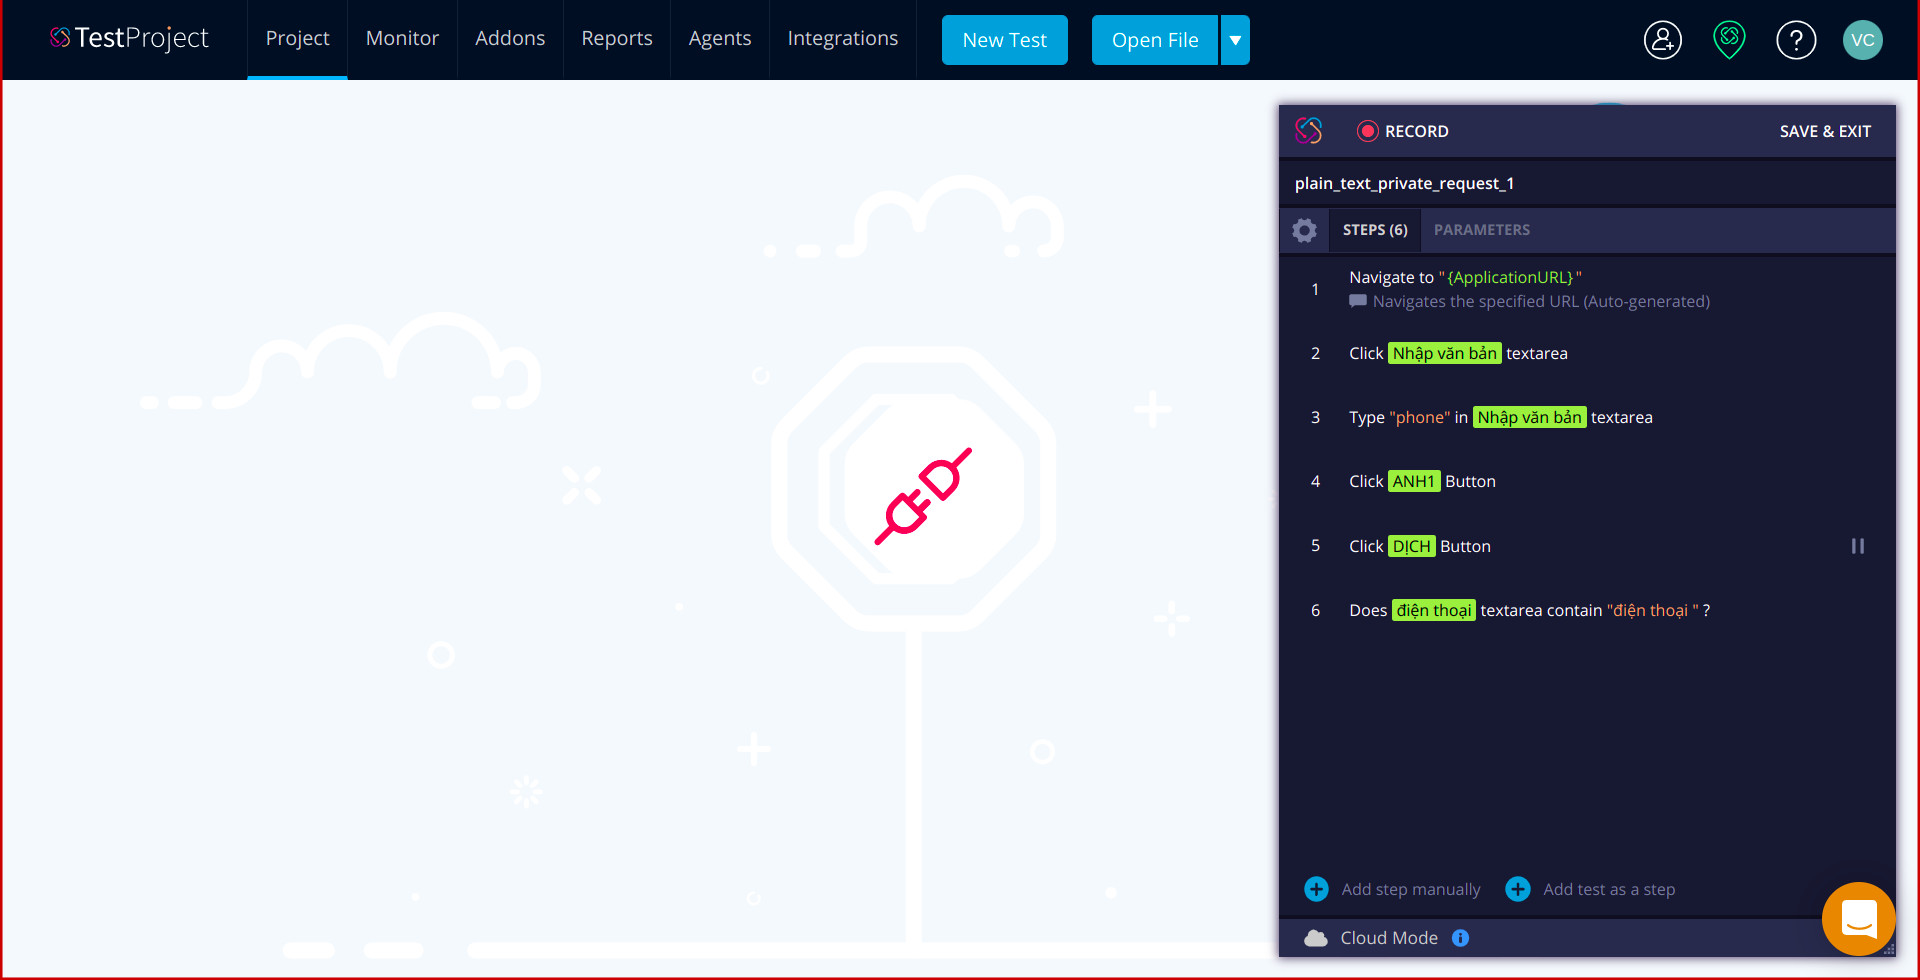 TestProject
Project
Monitor
Addons
Reports
Agents
Integrations
New Test
Open File
?
VC
RECORD
SAVE & EXIT
plain_text_private_request_1
STEPS (6)
PARAMETERS
1
Navigate to "{ApplicationURL}"
Navigates the specified URL (Auto-generated)
2
Click Nhập văn bản textarea
3
Type "phone" in Nhập văn bản textarea
4
Click ANH1 Button
5
Click DỊCH Button
6
Does điện thoại textarea contain "điện thoại " ?
Add step manually
Add test as a step
Cloud Mode